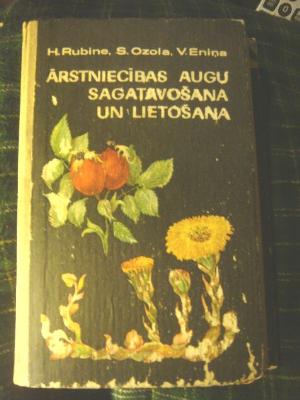 H. Rubine, S. Ozola, V. Eniņa
ĀRSTNIECĪBAS AUGU
SAGATAVOŠANA
UN LIETOŠANA